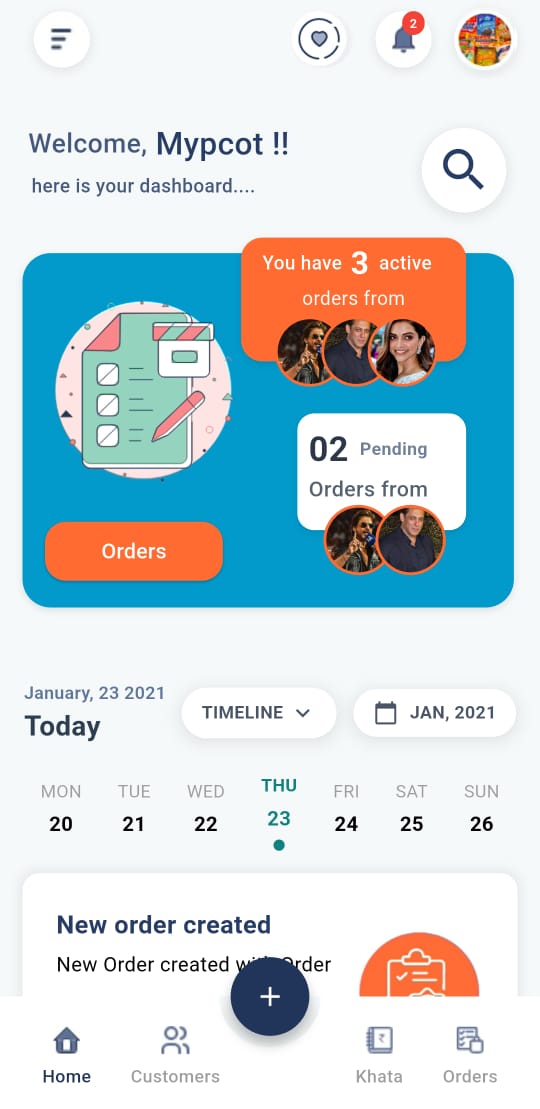 2
Welcome, Mypcot !!
here is your dashboard....
You have 3 active
orders from
02 Pending
Orders from
Orders
January, 23 2021
Today
TIMELINE
JAN, 2021
MON TUE WED THU FRI SAT SUN
20 21 22 23 24 25 26
New order created
New Order created with Order
+
Home Customers Khata Orders